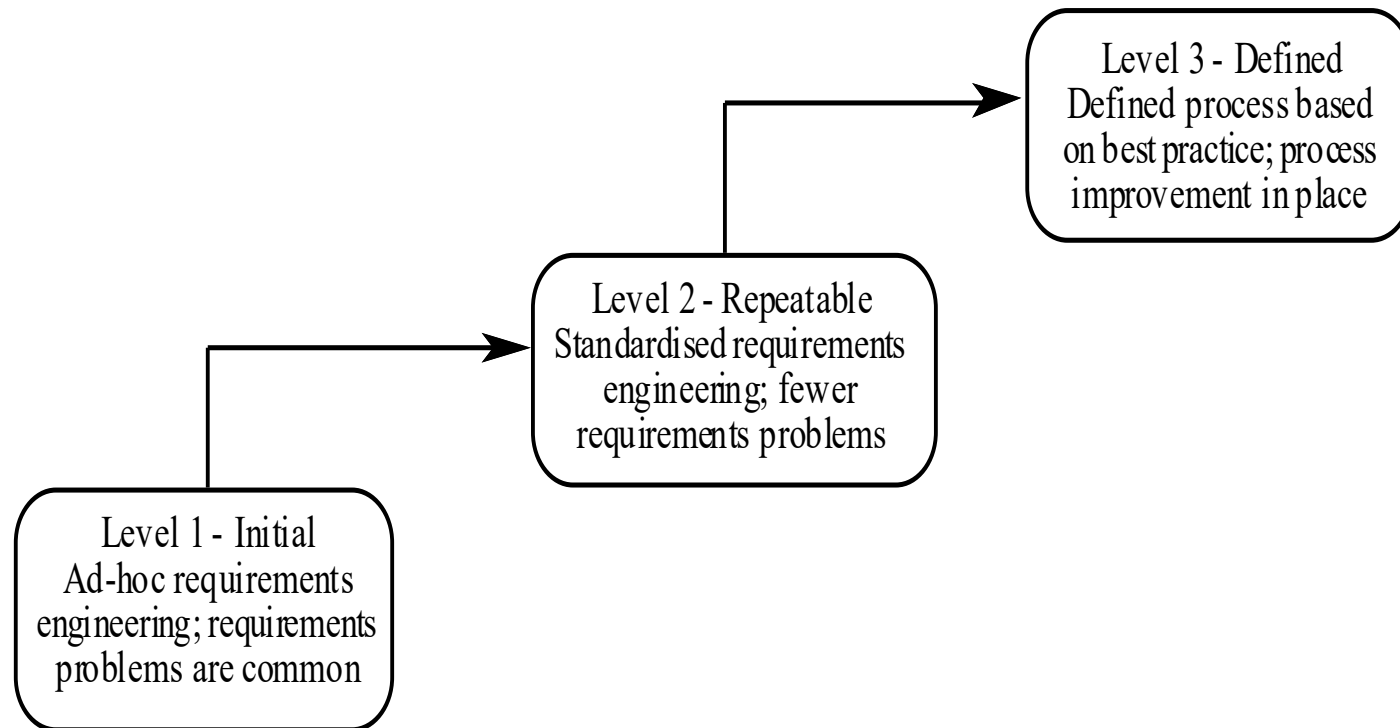 Level 3 - Defined
Defined process based
on best practice; process
improvement in place
Level 2 - Repeatable
Standardised requirements
engineering; fewer
requirements problems
Level 1 - Initial
Ad-hoc requirements
engineering; requirements
problems are common